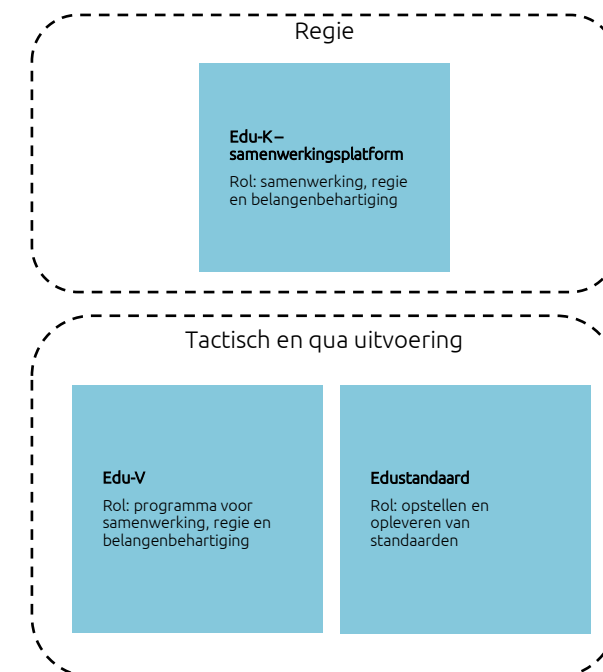 Regie
Edu-K –
samenwerkingsplatform
Rol: samenwerking, regie
en belangenbehartiging
Tactisch en qua uitvoering
Edu-V
Rol: programma voor
samenwerking, regie en
belangenbehartiging
Edustandaard
Rol: opstellen en
opleveren van
standaarden